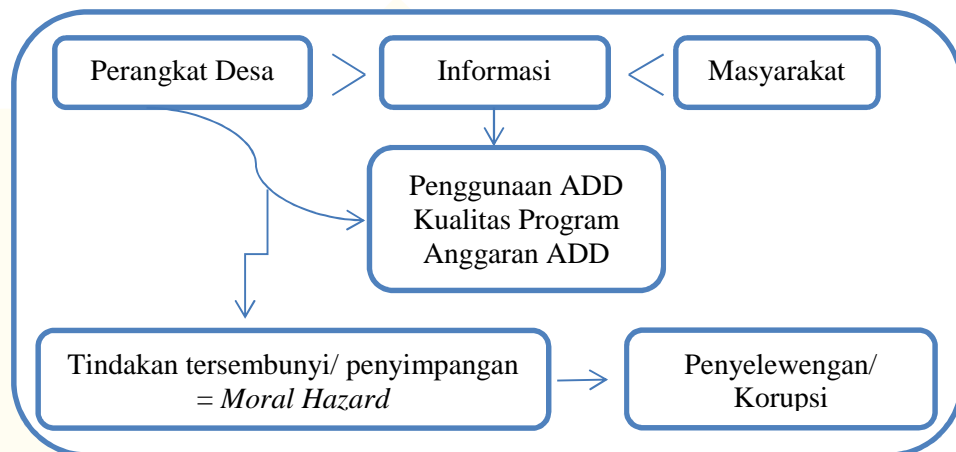 Perangkat Desa > Informasi < Masyarakat
Penggunaan ADD
Kualitas Program
Anggaran ADD
Tindakan tersembunyi/ penyimpangan
= Moral Hazard
Penyelewengan/
Korupsi